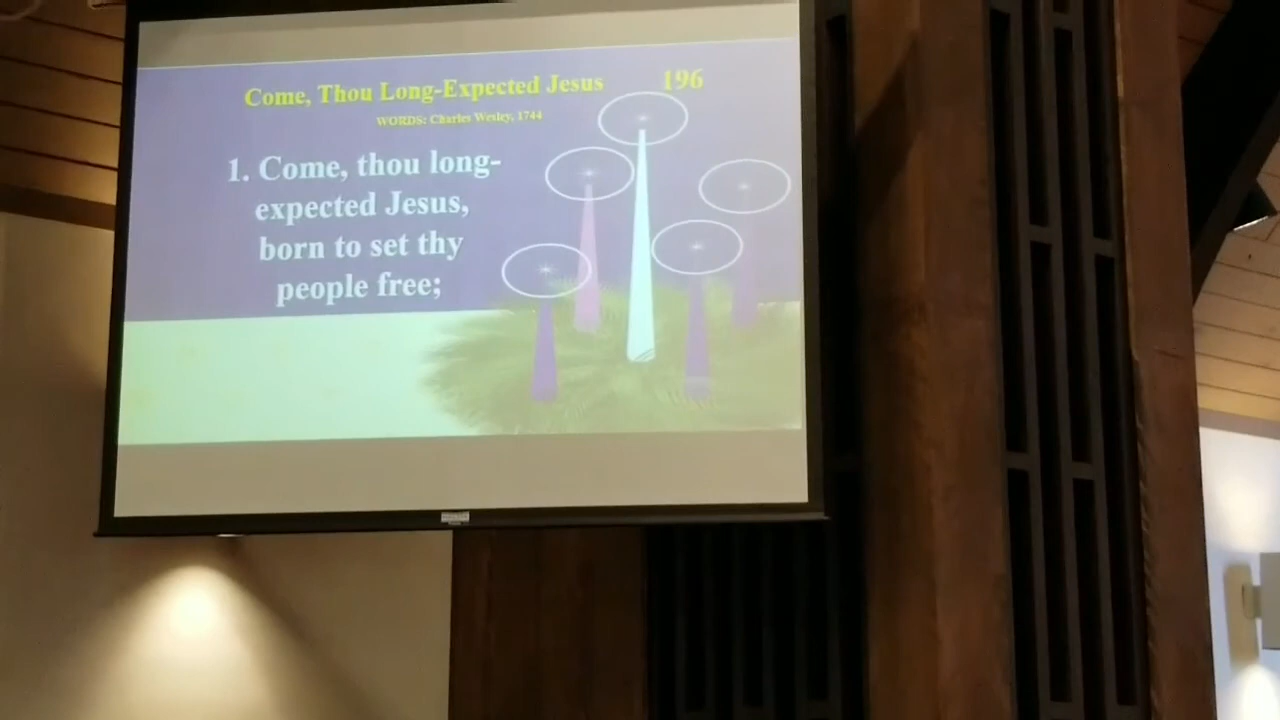 Come, Thou Long-Expected Jesus 196
WORDS: Charles Wesley, 1744
1. Come, thou long-
expected Jesus,
born to set thy
people free;